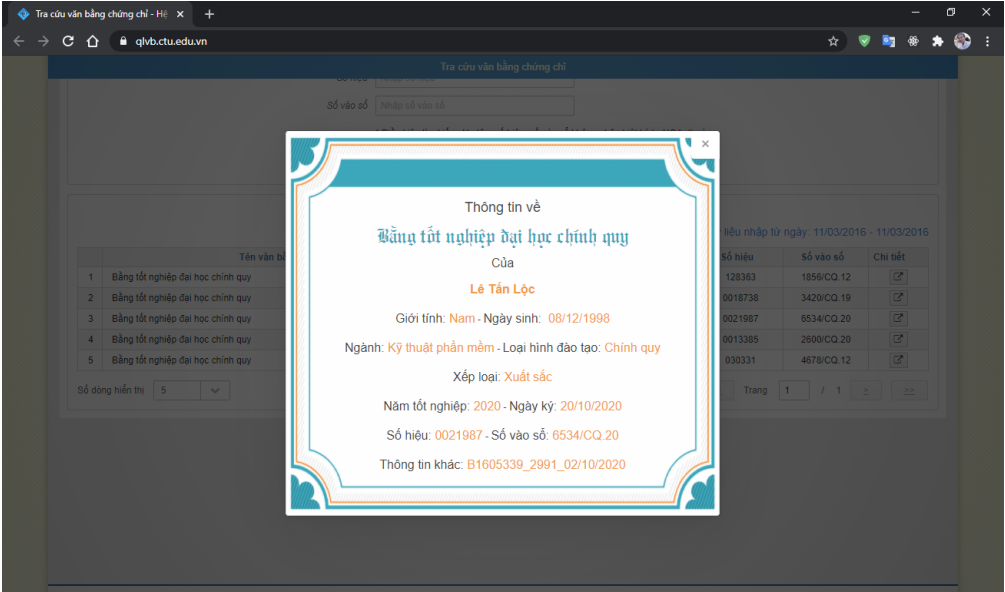 Tra cứu văn bằng chứng chỉ - Hệ
qlvb.ctu.edu.vn
Tra cứu văn bằng chứng chỉ
Số hiệu Nhập số hiệu
Số vào sổ Nhập số vào sổ
liệu nhập từ ngày: 11/03/2016 - 11/03/2016
Tên văn bằ Số hiệu Số vào sổ Chi tiết
1 Bằng tốt nghiệp đại học chính quy 128363 1856/CQ.12
2 Bằng tốt nghiệp đại học chính quy 0018738 3420/CQ.19
3 Bằng tốt nghiệp đại học chính quy 0021987 6534/CQ.20
4 Bằng tốt nghiệp đại học chính quy 0013385 2600/CQ.20
5 Bằng tốt nghiệp đại học chính quy 030331 4678/CQ.12
Số dòng hiển thị 5 Trang 1 / 1 > >>
Thông tin về
Bằng tốt nghiệp đại học chính quy
Của
Lê Tấn Lộc
Giới tính: Nam - Ngày sinh: 08/12/1998
Ngành: Kỹ thuật phần mềm - Loại hình đào tạo: Chính quy
Xếp loại: Xuất sắc
Năm tốt nghiệp: 2020 - Ngày ký: 20/10/2020
Số hiệu: 0021987 - Số vào sổ: 6534/CQ.20
Thông tin khác: B1605339_2991_02/10/2020